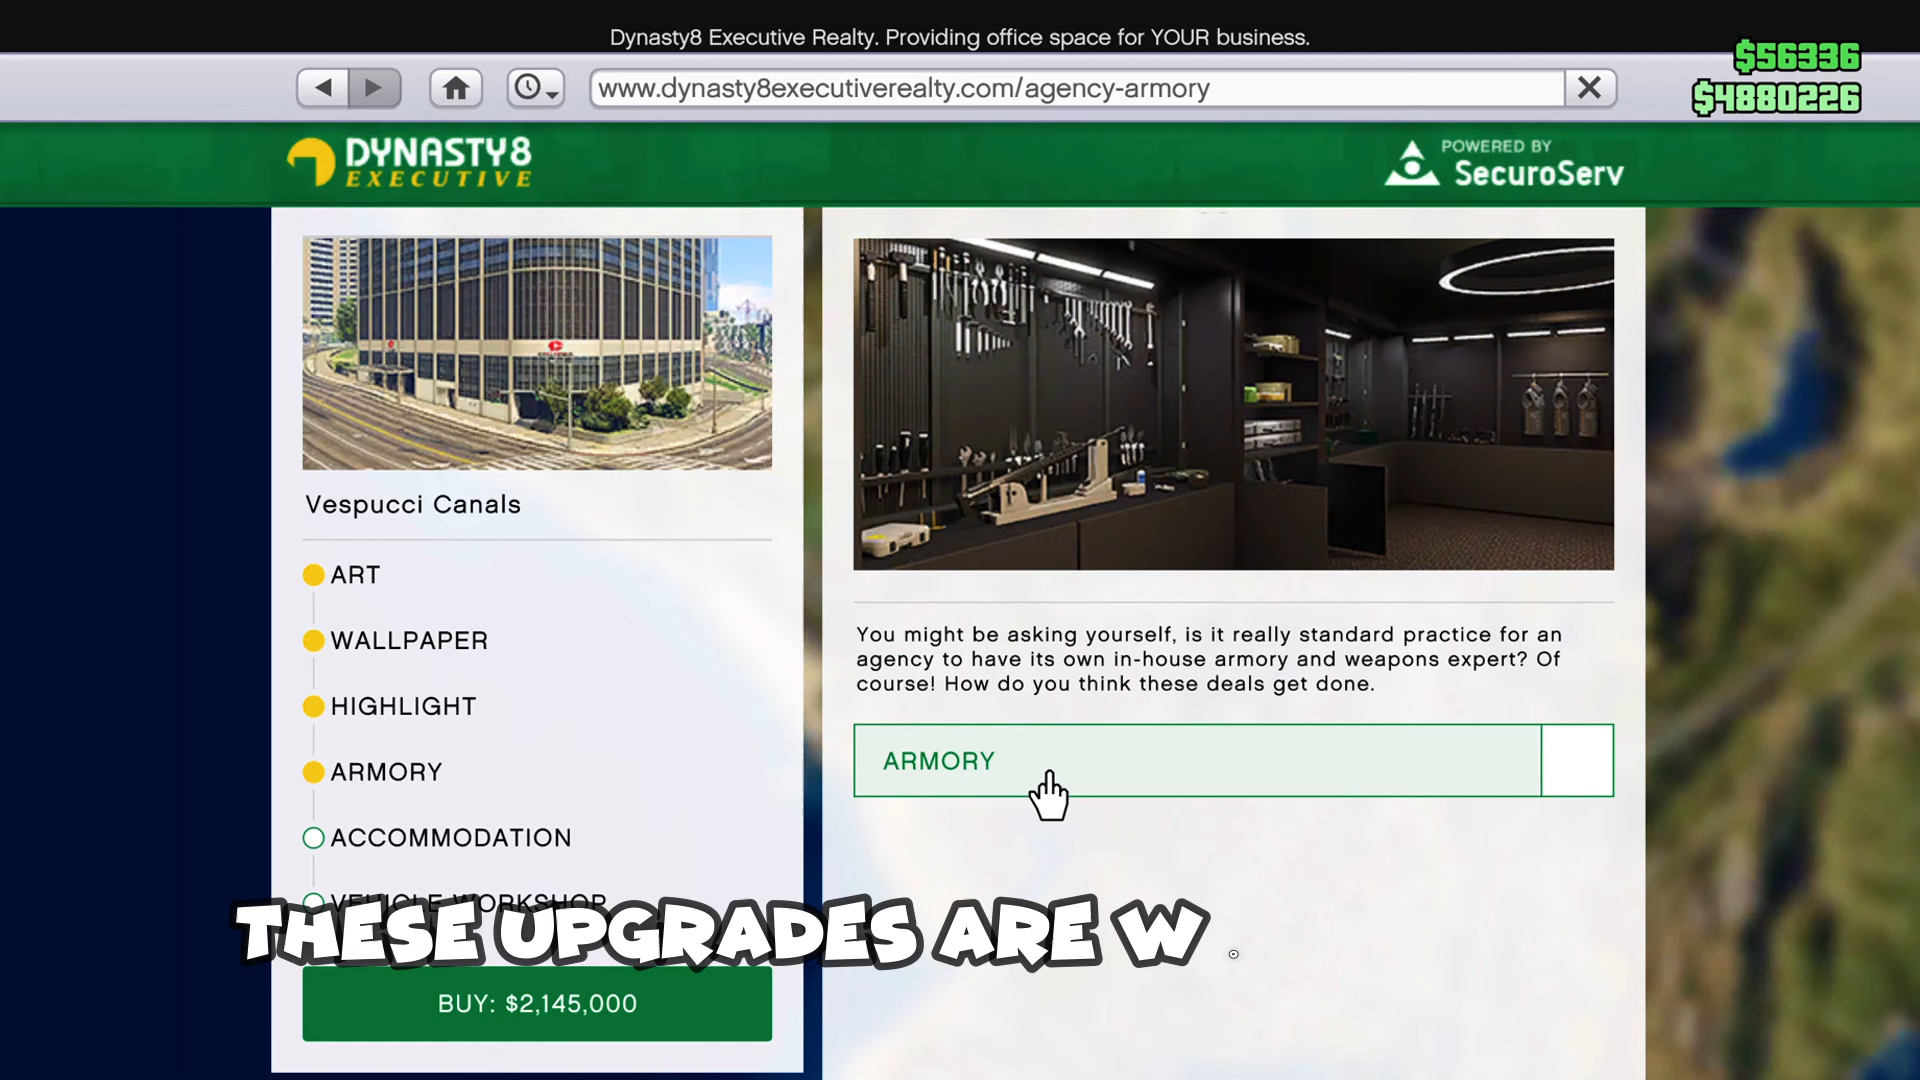 Dynasty8 Executive Realty. Providing office space for YOUR business.
$56336
www.dynasty8executiverealty.com/agency-armory
$4880226
DYNASTY8
EXECUTIVE
POWERED BY
SecuroServ
Vespucci Canals
ART
WALLPAPER
HIGHLIGHT
ARMORY
ACCOMMODATION
VEHICLE WORKSHOP
You might be asking yourself, is it really standard practice for an
agency to have its own in-house armory and weapons expert? Of
course! How do you think these deals get done.
ARMORY
THESE UPGRADES ARE W
BUY: $2,145,000